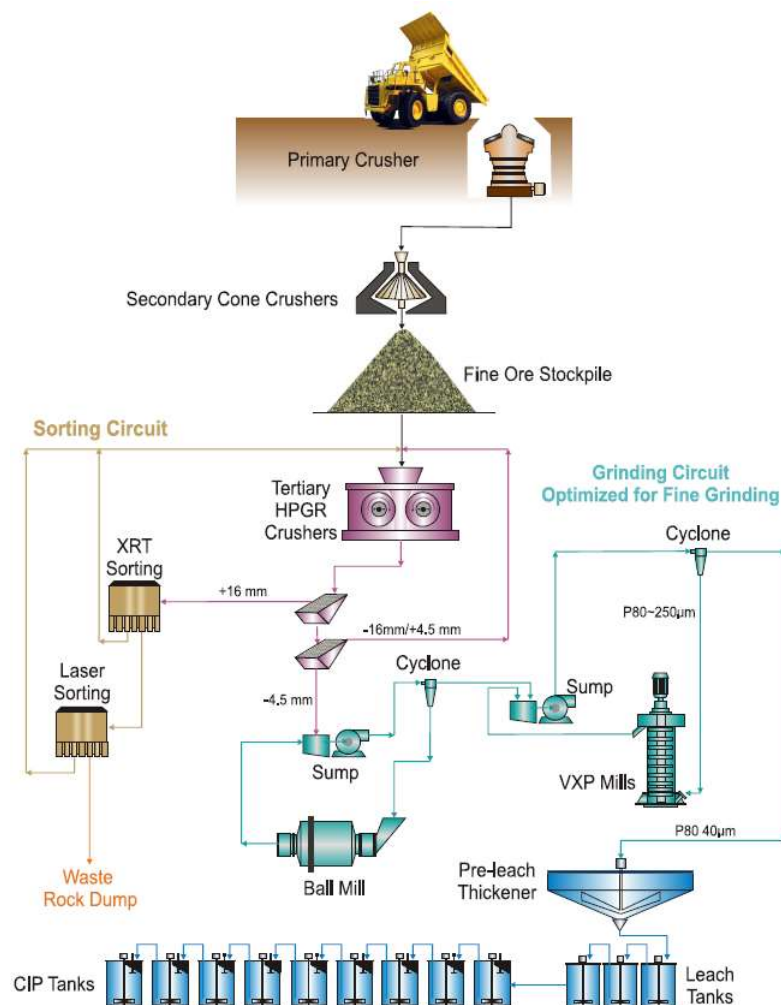 Primary Crusher
Secondary Cone Crushers
Fine Ore Stockpile
Sorting Circuit
Grinding Circuit
Optimized for Fine Grinding
Tertiary
HPGR
Crushers
Cyclone
XRT
Sorting
+16 mm
P80~250µm
-16mm/+4.5 mm
Cyclone
Laser
Sorting
-4.5 mm
Sump
Sump
VXP Mills
P80 40µm
Pre-leach
Thickener
Waste
Rock Dump
Ball Mill
CIP Tanks
Leach
Tanks